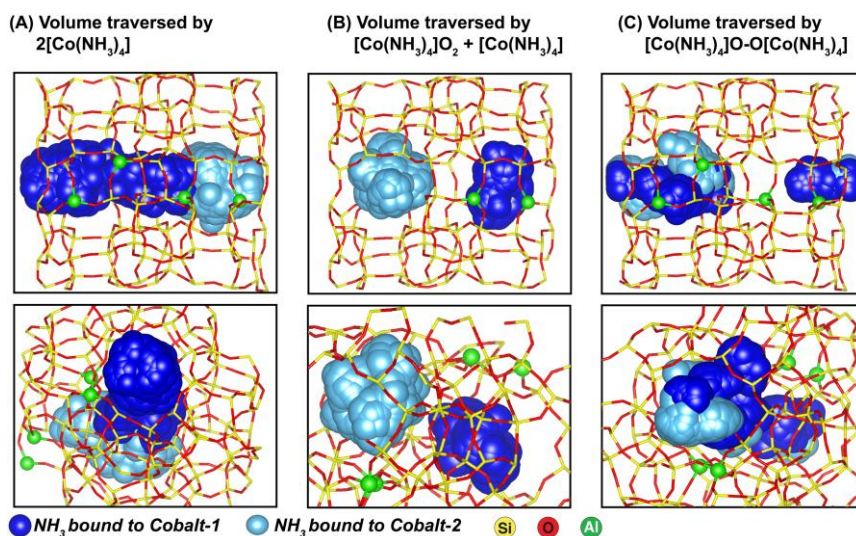 (A) Volume traversed by
2[Co(NH3)4]
(B) Volume traversed by
[Co(NH3)4]O2 + [Co(NH3)4]
(C) Volume traversed by
[Co(NH3)4]O-O[Co(NH3)4]
NH3 bound to Cobalt-1 NH3 bound to Cobalt-2 Si O Al